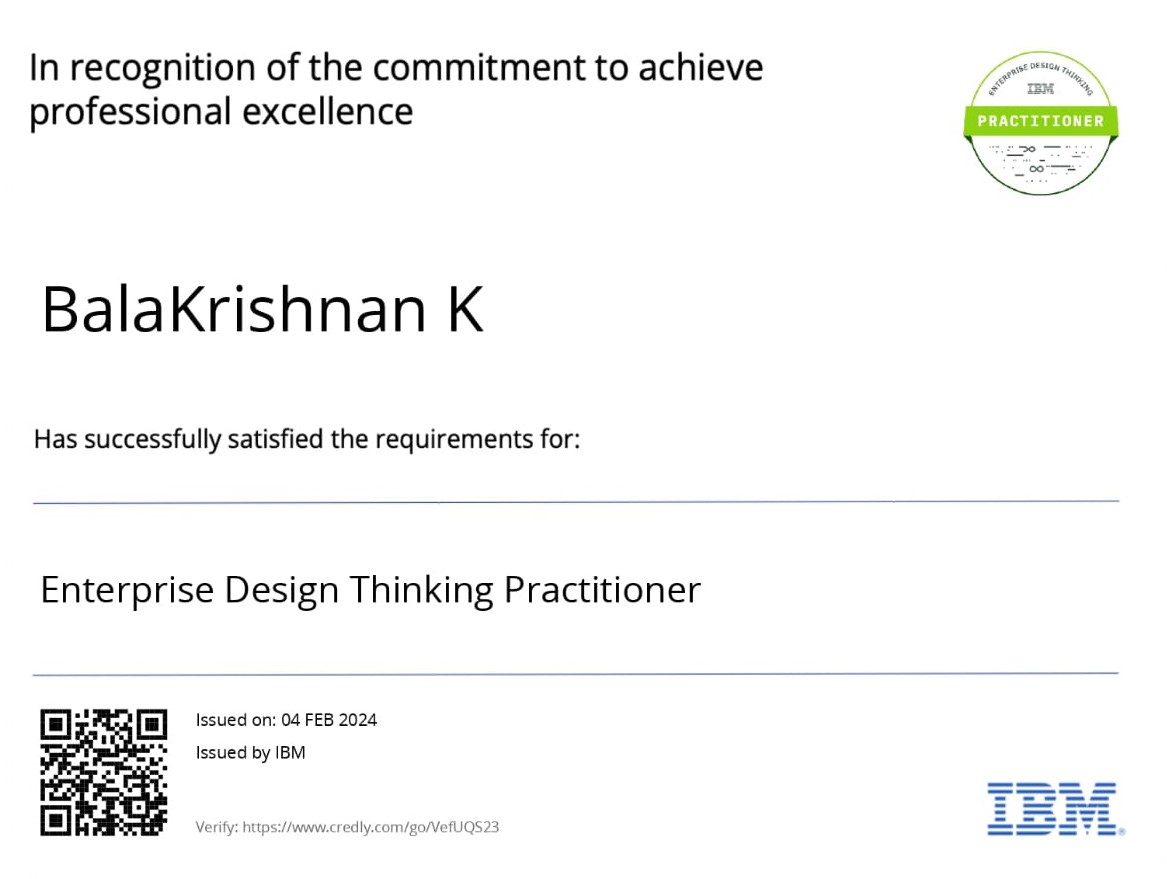 In recognition of the commitment to achieve
professional excellence
ENTERPRISE DESIGN THINKING
IBM
PRACTITIONER
BalaKrishnan K
Has successfully satisfied the requirements for:
Enterprise Design Thinking Practitioner
Issued on: 04 FEB 2024
Issued by IBM
Verify: https://www.credly.com/go/VefUQS23
IBM®